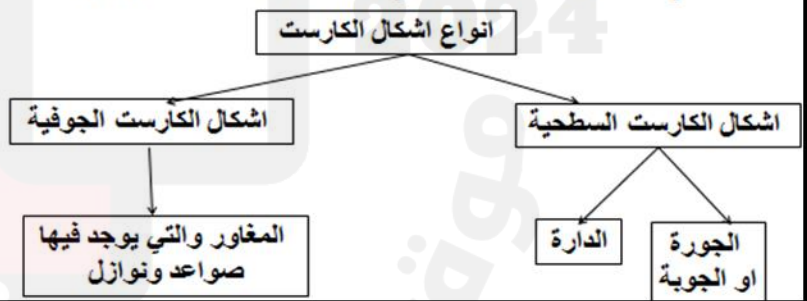 انواع اشكال الكارست
اشكال الكارست السطحية
اشكال الكارست الجوفية
الجورة
او الجوبة
الدارة
المغاور والتي يوجد فيها
صواعد ونوازل
2024